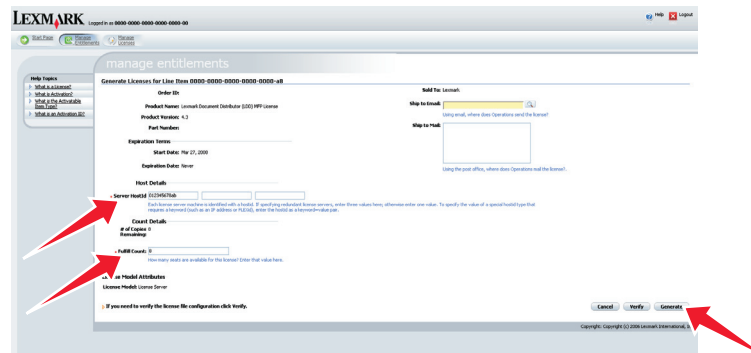 LEXMARK Logged in as 0000-0000-0000-0000-0000-00
Help Logout
Start Page Manage Entitlements Manage Licenses
manage entitlements
Help Topics
What is a License?
What is Activation?
What is the Activatable Item Type?
What is an Activation ID?
Generate Licenses for Line Item 0000-0000-0000-0000-0000-a8
Order ID:
Product Name: Lexmark Document Distributor (LDD) MFP License
Product Version: 4.3
Part Number:
Sold To: Lexmark
Ship to Email:
Using email, where does Operations send the license?
Ship to Mail:
Using the post office, where does Operations mail the license?
Expiration Terms
Start Date: Mar 27, 2000
Expiration Date: Never
Host Details
Server HostId 012345678ab
Each license server machine is identified with a hostid. If specifying redundant license servers, enter three values here; otherwise enter one value. To specify the value of a special hostid type that
requires a keyword (such as an IP address or FLEXid), enter the hostid as a keyword=value pair.
Count Details
# of Copies 0
Remaining:
Fulfill Count: 0
How many seats are available for this license? Enter that value here.
License Model Attributes
License Model: License Server
If you need to verify the license file configuration click Verify.
Cancel Verify Generate
Copyright: Copyright (c) 2006 Lexmark International,